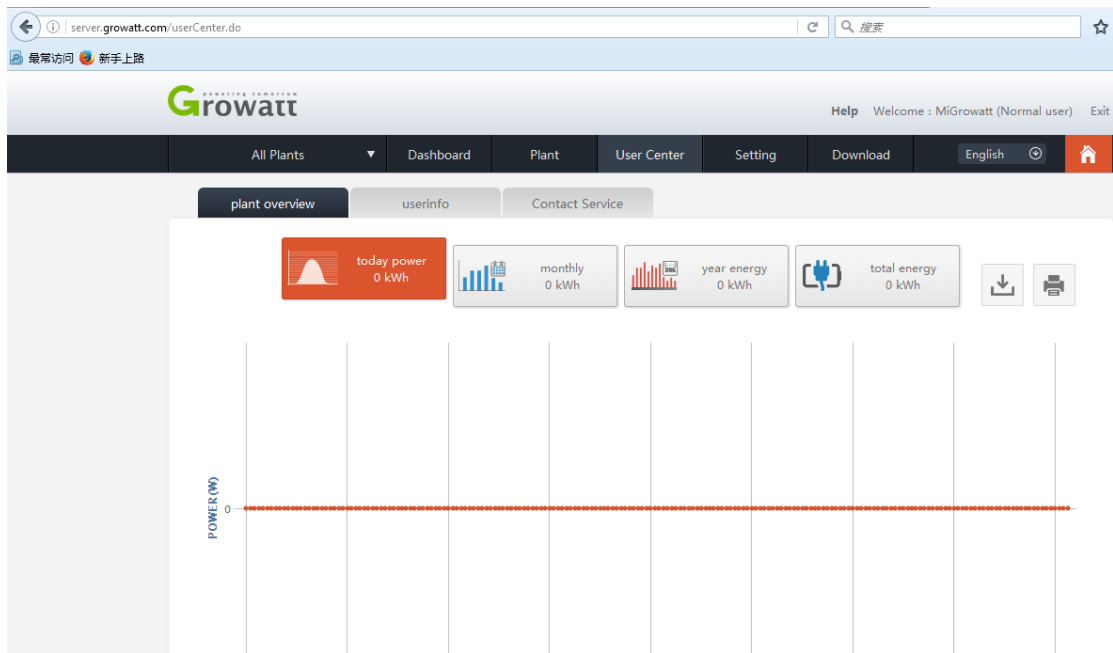 server.growatt.com/userCenter.do
搜索
最常访问 新手上路
powering tomorrow
Growatt
Help Welcome : MiGrowatt (Normal user) Exit
All Plants Dashboard Plant User Center Setting Download English
plant overview userinfo Contact Service
today power
0 kWh
monthly
0 kWh
365
year energy
0 kWh
total energy
0 kWh
POWER(W)
0